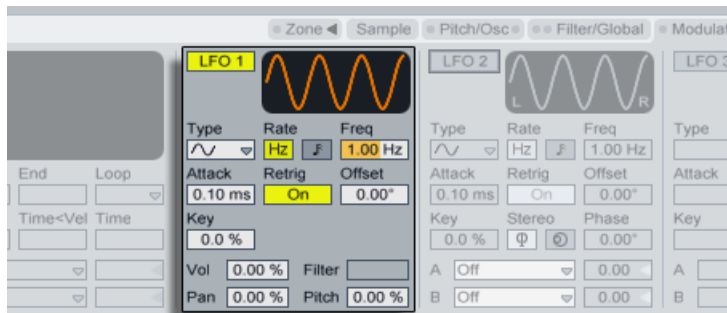 Zone Sample Pitch/Osc Filter/Global Modulat
LFO 1
LFO 2
L R
LFO 3
Type Rate Freq
Hz 1.00 Hz
Attack Retrig Offset
0.10 ms On 0.00°
Key
0.0 %
Vol 0.00 % Filter
Pan 0.00 % Pitch 0.00 %
End Loop
Time<Vel Time
Type Rate Freq
Hz 1.00 Hz
Attack Retrig Offset
0.10 ms On 0.00°
Key Stereo Phase
0.0 % Φ 0.00°
A Off 0.00
B Off 0.00
Type
Attack
Key
A
B